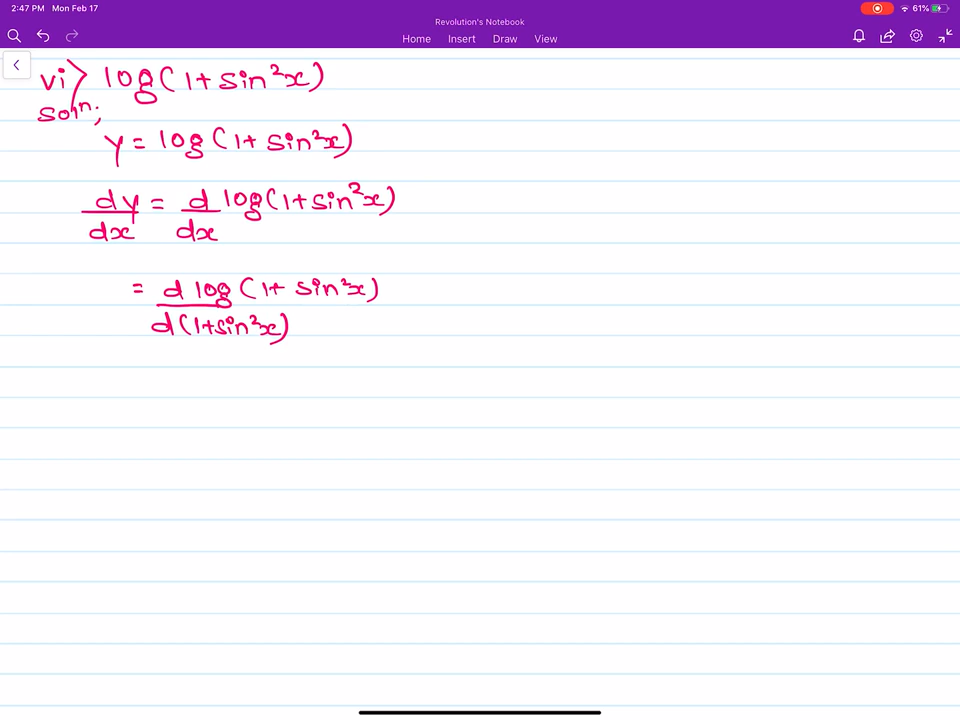 2:47 PM Mon Feb 17
61%
Revolution's Notebook
Home Insert Draw View
vi> log(1+sin²x)
soln;
y = log(1+ sin²x)
dy/dx = d/dx log(1+sin²x)
= d log(1+ sin²x)/d(1+sin²x)